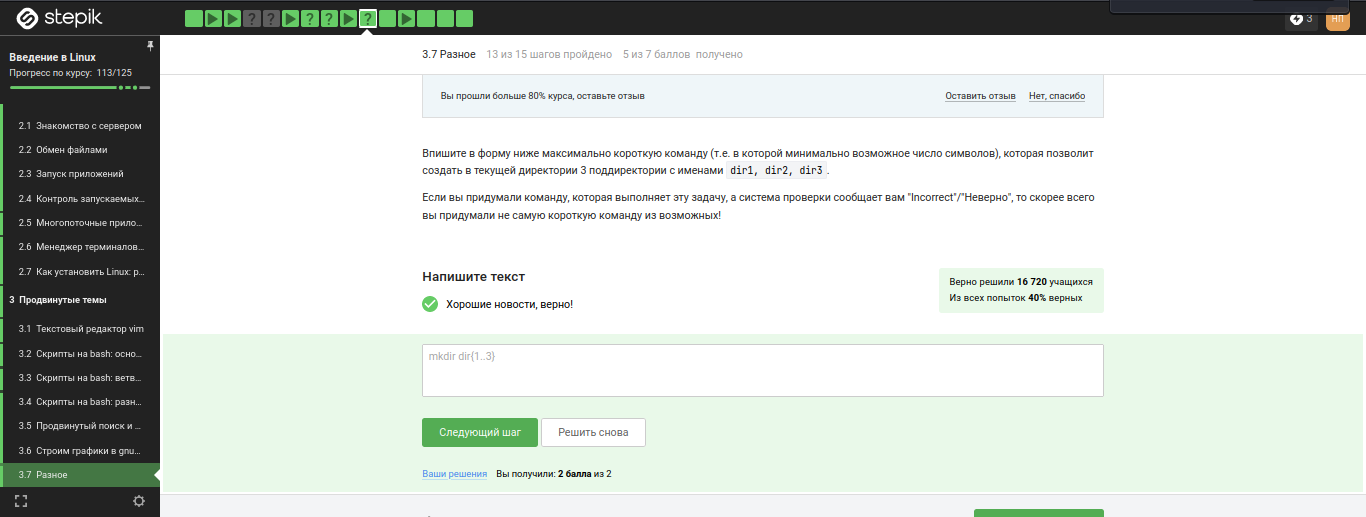 stepik
? ? ? ? ?
3
НП
Введение в Linux
Прогресс по курсу: 113/125
2.1 Знакомство с сервером
2.2 Обмен файлами
2.3 Запуск приложений
2.4 Контроль запускаемых...
2.5 Многопоточные прило...
2.6 Менеджер терминалов...
2.7 Как установить Linux: р...
3 Продвинутые темы
3.1 Текстовый редактор vim
3.2 Скрипты на bash: осно...
3.3 Скрипты на bash: ветв...
3.4 Скрипты на bash: разн...
3.5 Продвинутый поиск и ...
3.6 Строим графики в gnu...
3.7 Разное
3.7 Разное 13 из 15 шагов пройдено 5 из 7 баллов получено
Вы прошли больше 80% курса, оставьте отзыв Оставить отзыв Нет, спасибо
Впишите в форму ниже максимально короткую команду (т.е. в которой минимально возможное число символов), которая позволит
создать в текущей директории 3 поддиректории с именами dir1, dir2, dir3.
Если вы придумали команду, которая выполняет эту задачу, а система проверки сообщает вам "Incorrect"/"Неверно", то скорее всего
вы придумали не самую короткую команду из возможных!
Напишите текст
Хорошие новости, верно!
Верно решили 16 720 учащихся
Из всех попыток 40% верных
mkdir dir{1..3}
Следующий шаг Решить снова
Ваши решения Вы получили: 2 балла из 2